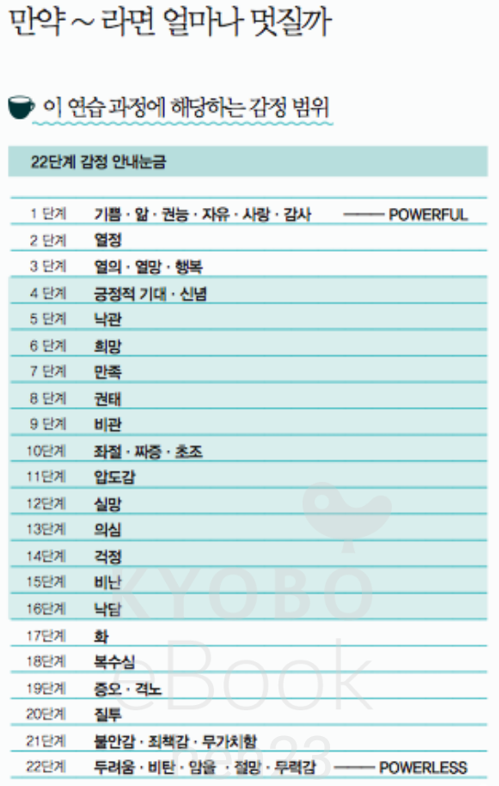 만약 ~ 라면 얼마나 멋질까
이 연습 과정에 해당하는 감정 범위
22단계 감정 안내눈금
1 단계 기쁨 · 앎 · 권능 · 자유 · 사랑 · 감사 —— POWERFUL
2 단계 열정
3 단계 열의 · 열망 · 행복
4 단계 긍정적 기대 · 신념
5 단계 낙관
6 단계 희망
7 단계 만족
8 단계 권태
9 단계 비관
10단계 좌절 · 짜증 · 초조
11단계 압도감
12단계 실망
13단계 의심
14단계 걱정
15단계 비난
16단계 낙담
17단계 화
18단계 복수심
19단계 증오 · 격노
20단계 질투
21단계 불안감 · 죄책감 · 무가치함
22단계 두려움 · 비탄 · 암울 · 절망 · 무력감 —— POWERLESS
KYOBO
eBook